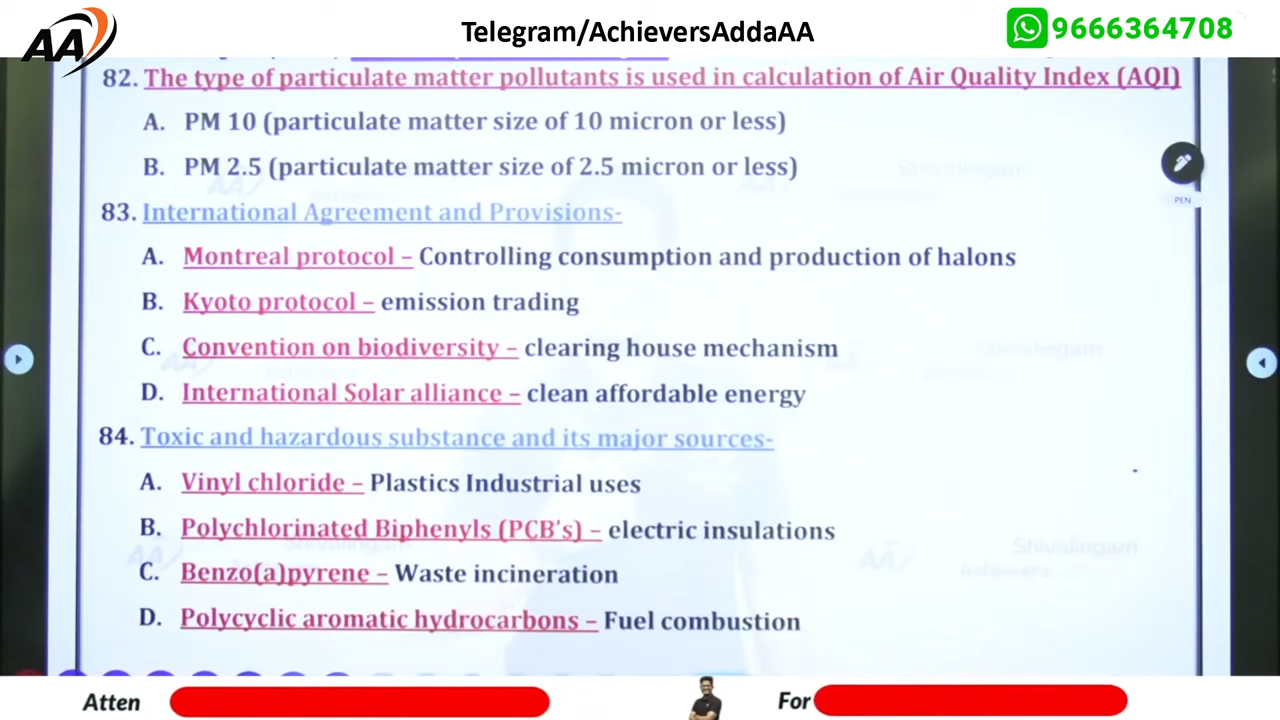 AA
Telegram/AchieversAddaAA
9666364708
82. The type of particulate matter pollutants is used in calculation of Air Quality Index (AQI)
A. PM 10 (particulate matter size of 10 micron or less)
B. PM 2.5 (particulate matter size of 2.5 micron or less)
PEN
83. International Agreement and Provisions-
A. Montreal protocol – Controlling consumption and production of halons
B. Kyoto protocol – emission trading
C. Convention on biodiversity – clearing house mechanism
D. International Solar alliance – clean affordable energy
84. Toxic and hazardous substance and its major sources-
A. Vinyl chloride – Plastics Industrial uses
B. Polychlorinated Biphenyls (PCB's) – electric insulations
C. Benzo(a)pyrene – Waste incineration
D. Polycyclic aromatic hydrocarbons – Fuel combustion
Shivalingam
Shivalingam
Shivalingam
Atten
For